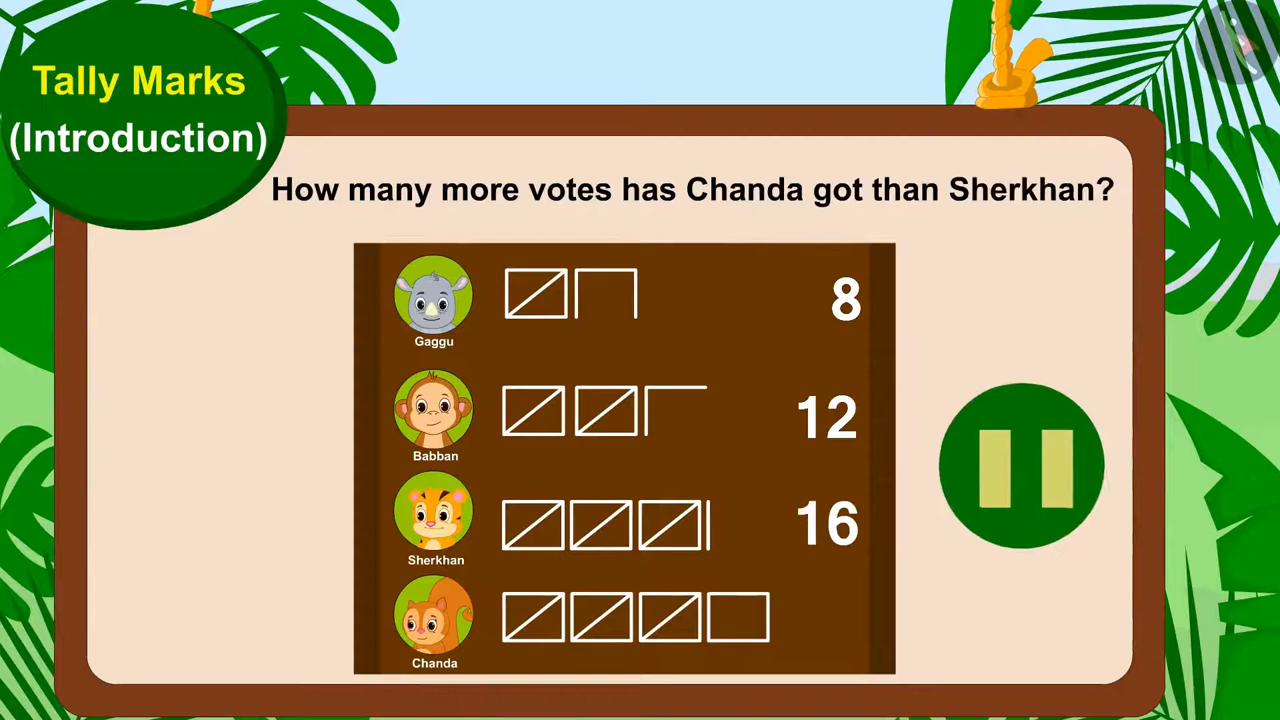 Tally Marks
(Introduction)
How many more votes has Chanda got than Sherkhan?
Gaggu 8
Babban 12
Sherkhan 16
Chanda